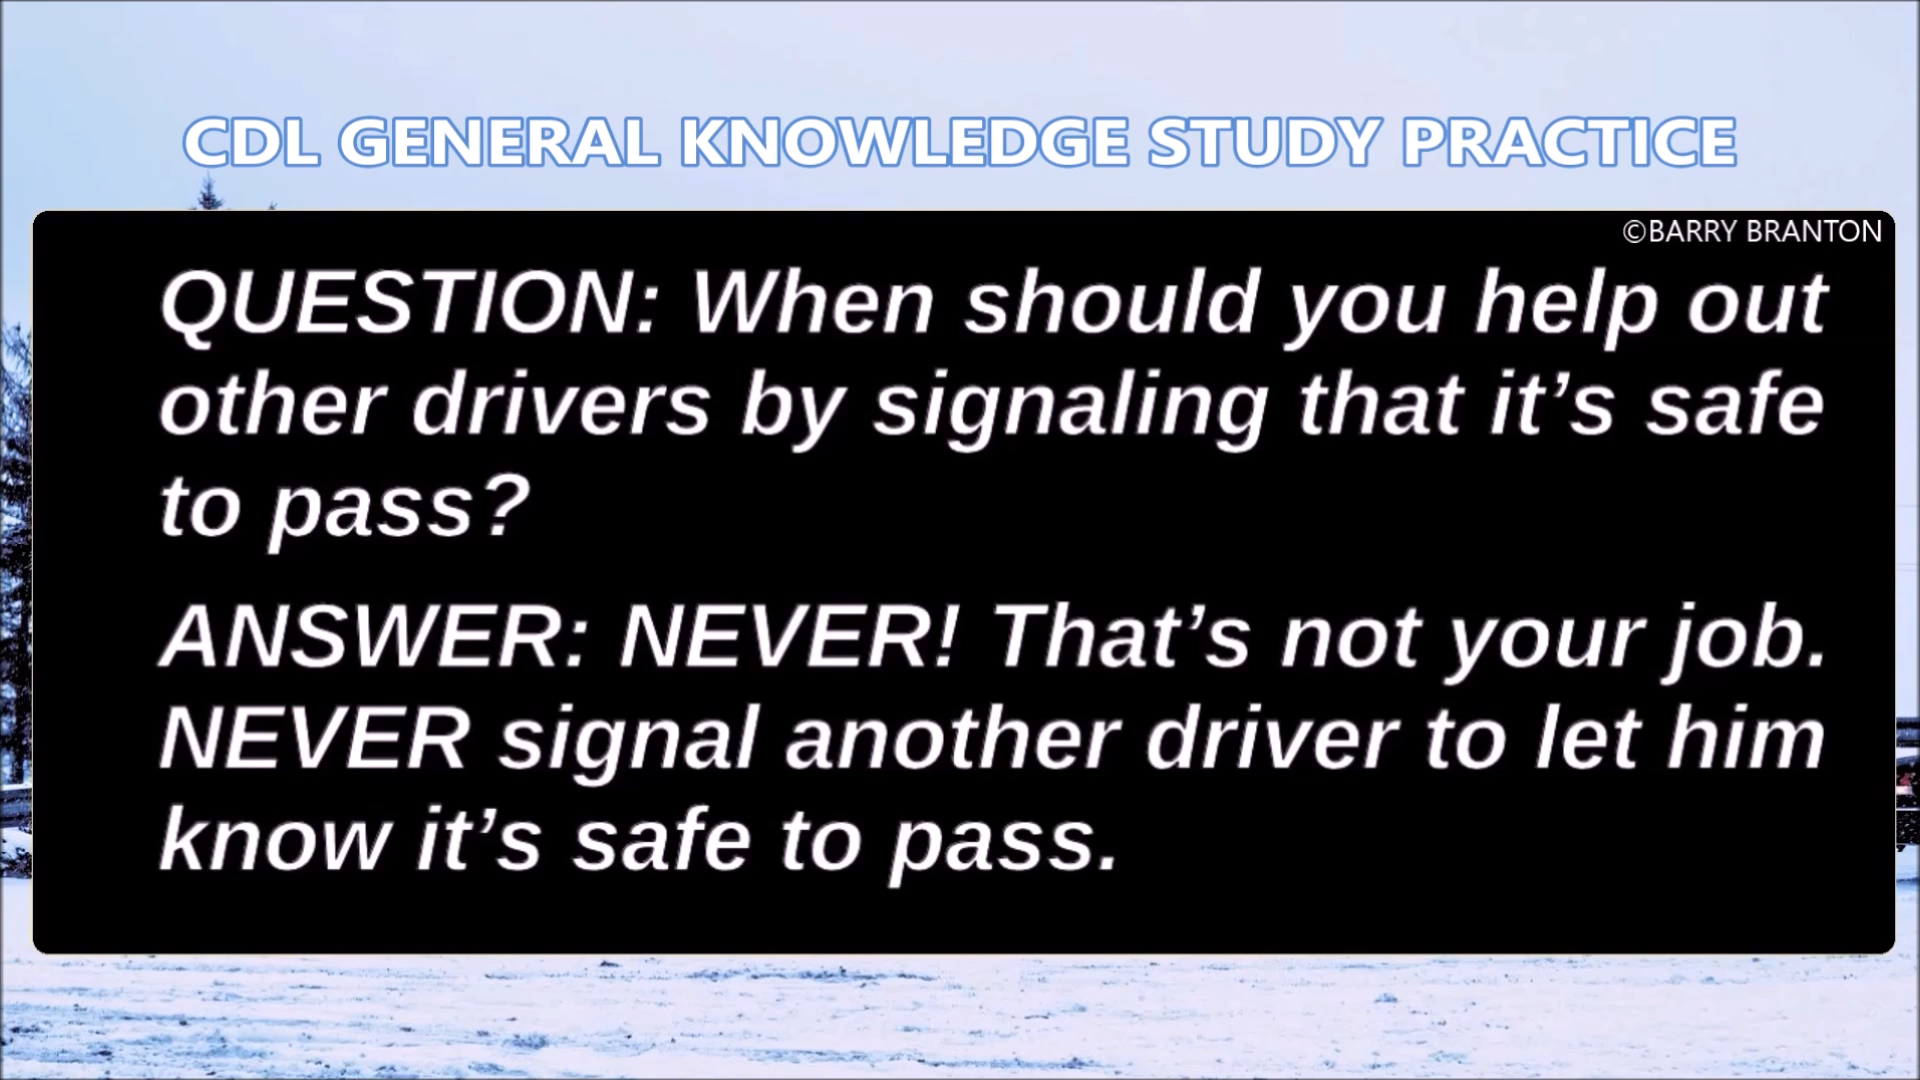 CDL GENERAL KNOWLEDGE STUDY PRACTICE
©BARRY BRANTON
QUESTION: When should you help out
other drivers by signaling that it’s safe
to pass?
ANSWER: NEVER! That’s not your job.
NEVER signal another driver to let him
know it’s safe to pass.